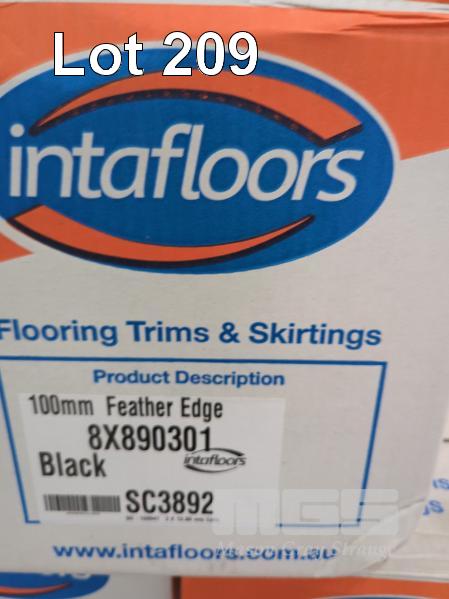 Lot 209
intafloors
Flooring Trims & Skirtings
Product Description
100mm Feather Edge
8X890301
intafloors
Black
SC3892
MGS
www.intafloors.com.au